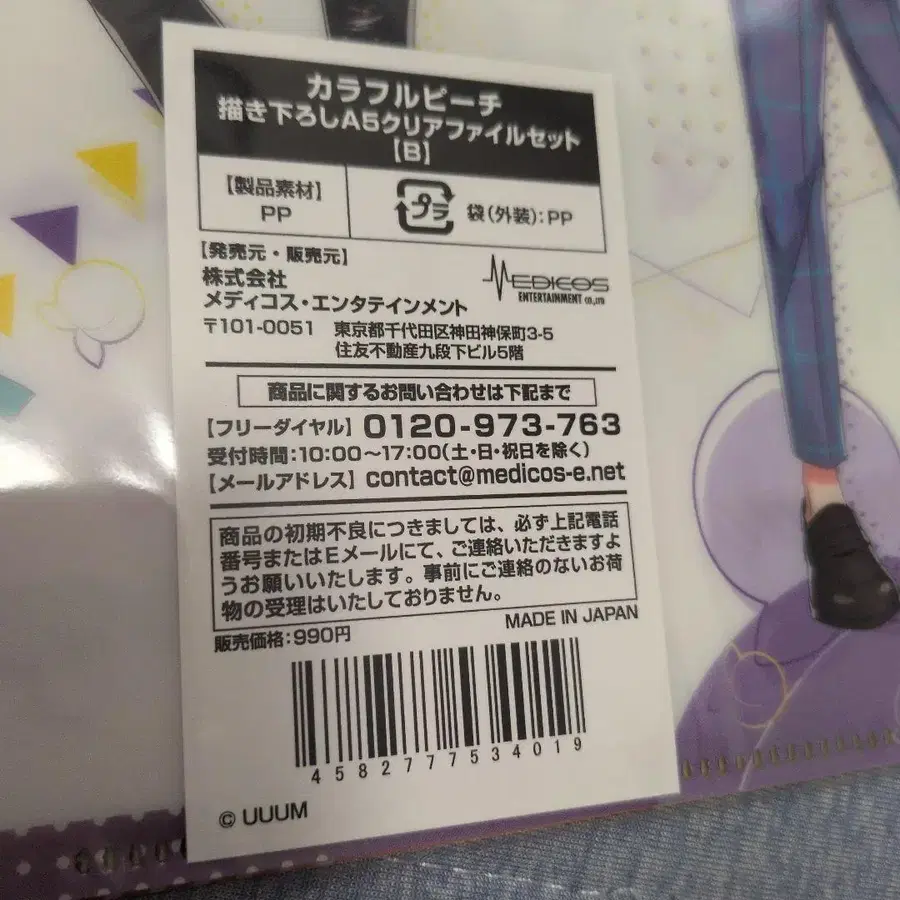 カラフルピーチ
描き下ろしA5クリアファイルセット
【B】
【製品素材】
PP
プラ
袋(外装):PP
【発売元・販売元】
株式会社
メディコス・エンタテインメント
MEDICOS
ENTERTAINMENT CO.,LTD
〒101-0051 東京都千代田区神田神保町3-5
住友不動産九段下ビル5階
商品に関するお問い合わせは下記まで
【フリーダイヤル】0120-973-763
受付時間:10:00～17:00(土・日・祝日を除く)
【メールアドレス】contact@medicos-e.net
商品の初期不良につきましては、必ず上記電話
番号またはEメールにて、ご連絡いただきますよ
うお願いいたします。事前にご連絡のないお荷
物の受理はいたしておりません。
MADE IN JAPAN
販売価格:990円
4582777534019
© UUUM